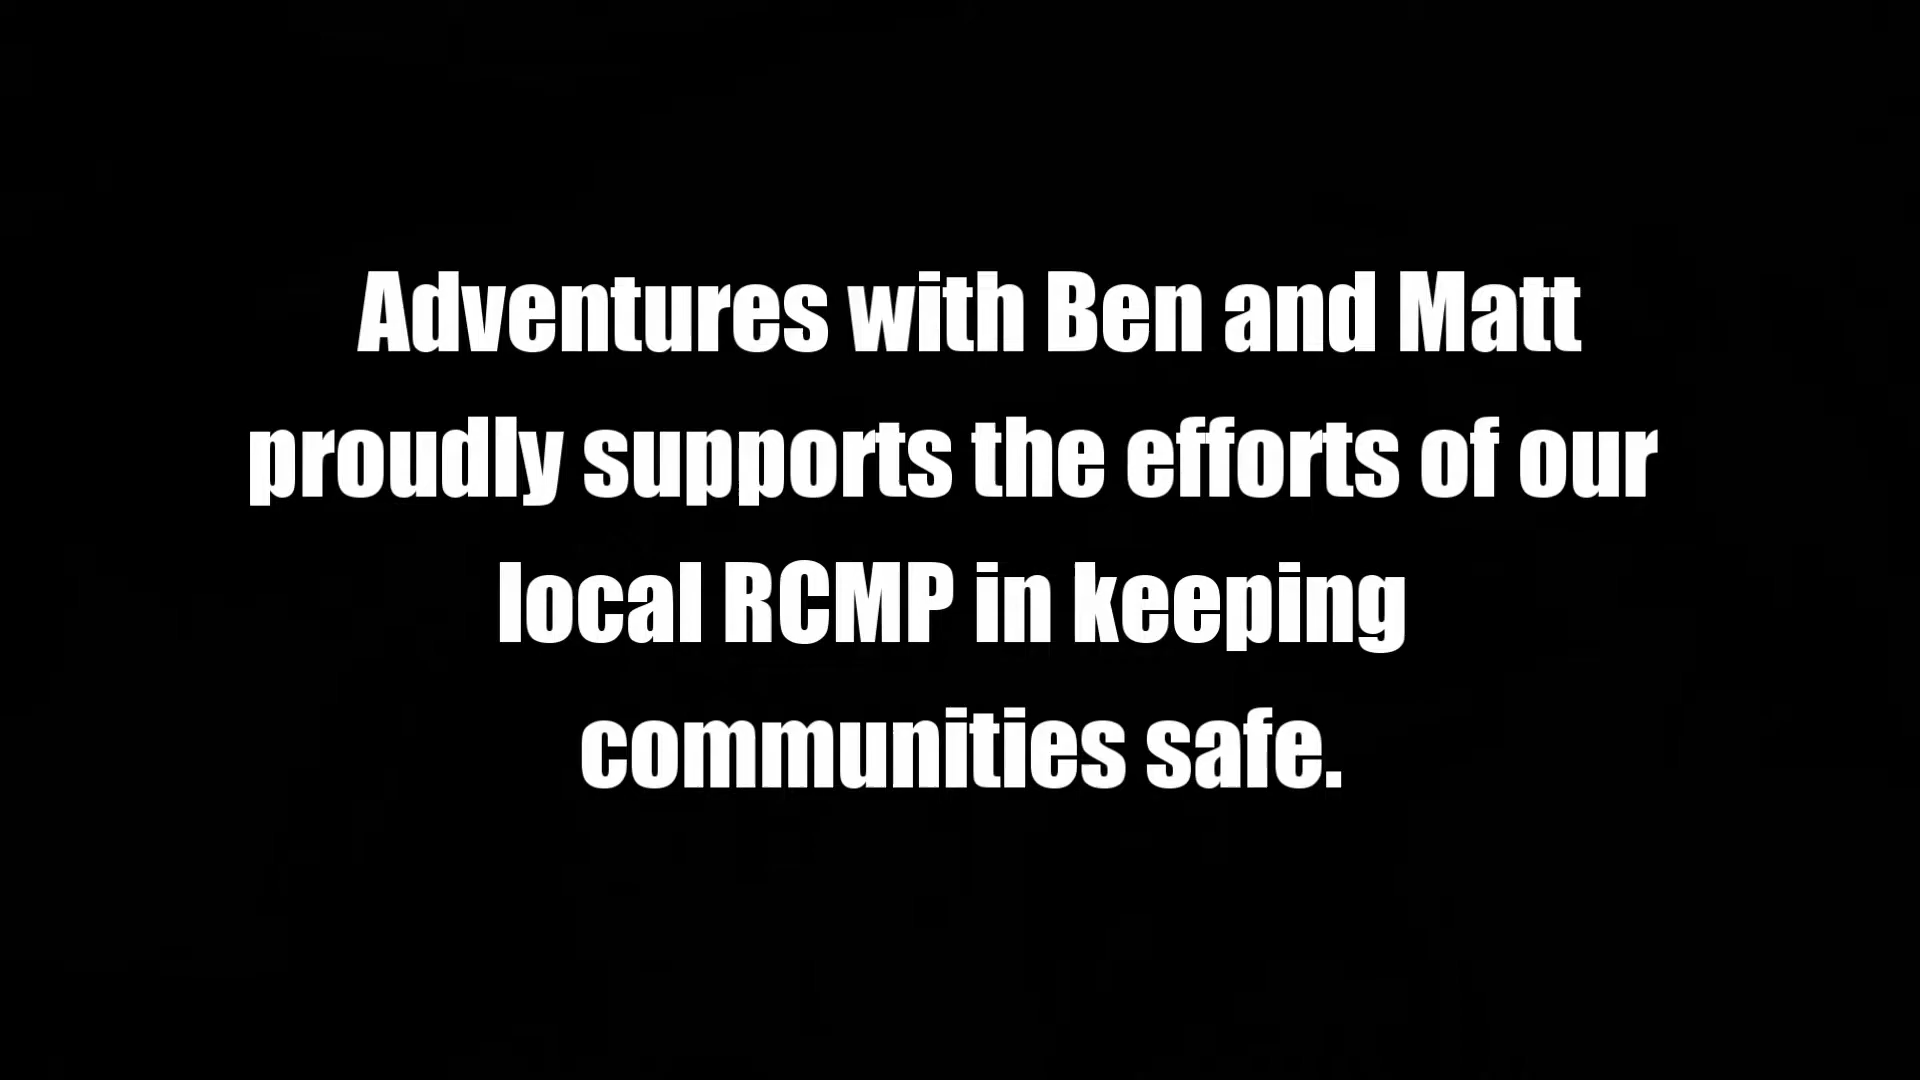 Adventures with Ben and Matt
proudly supports the efforts of our
local RCMP in keeping
communities safe.